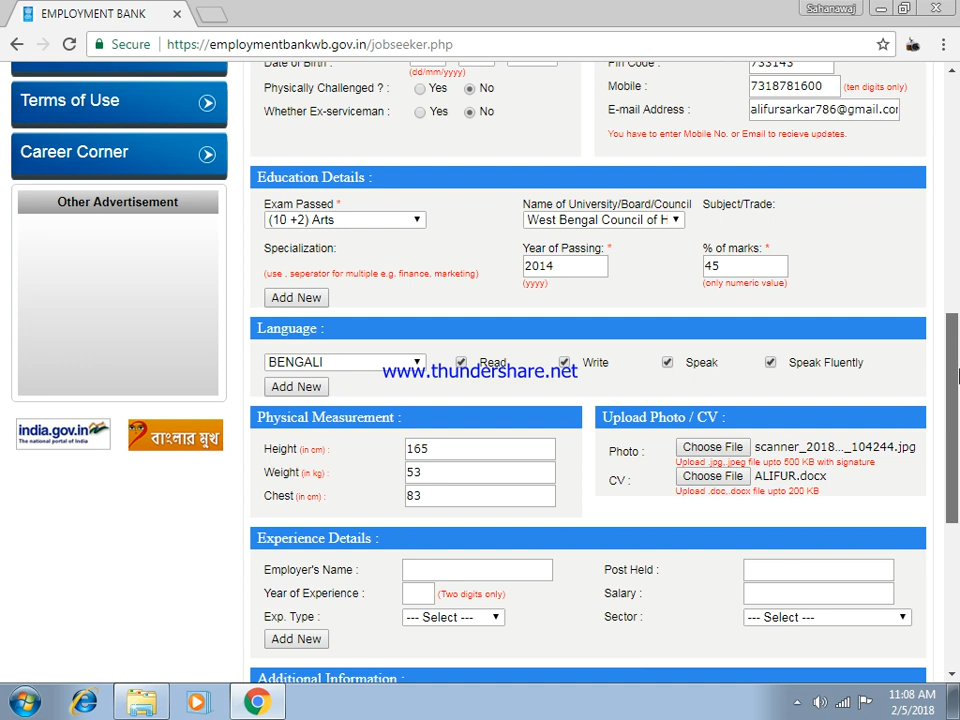 EMPLOYMENT BANK
Sahanawaj
Secure
https://employmentbankwb.gov.in/jobseeker.php
Terms of Use
Career Corner
Other Advertisement
india.gov.in
The national portal of India
বাংলার মুখ
Date of Birth :
(dd/mm/yyyy)
Physically Challenged ? :
Yes
No
Whether Ex-serviceman :
Yes
No
Pin Code :
733143
Mobile :
7318781600
(ten digits only)
E-mail Address :
alifursarkar786@gmail.co
You have to enter Mobile No. or Email to recieve updates.
Education Details :
Exam Passed *
Name of University/Board/Council
Subject/Trade:
(10 +2) Arts
West Bengal Council of H
Specialization:
Year of Passing: *
% of marks: *
2014
45
(use , seperator for multiple e.g. finance, marketing)
(yyyy)
(only numeric value)
Add New
Language :
BENGALI
Read
Write
Speak
Speak Fluently
www.thundershare.net
Add New
Physical Measurement :
Height (in cm) :
165
Weight (in kg) :
53
Chest (in cm) :
83
Upload Photo / CV :
Photo :
Choose File
scanner_2018..._104244.jpg
Upload .jpg,.jpeg file upto 500 KB with signature
CV :
Choose File
ALIFUR.docx
Upload .doc,.docx file upto 200 KB
Experience Details :
Employer's Name :
Post Held :
Year of Experience :
(Two digits only)
Salary :
Exp. Type :
--- Select ---
Sector :
--- Select ---
Add New
Additional Information :
11:08 AM
2/5/2018